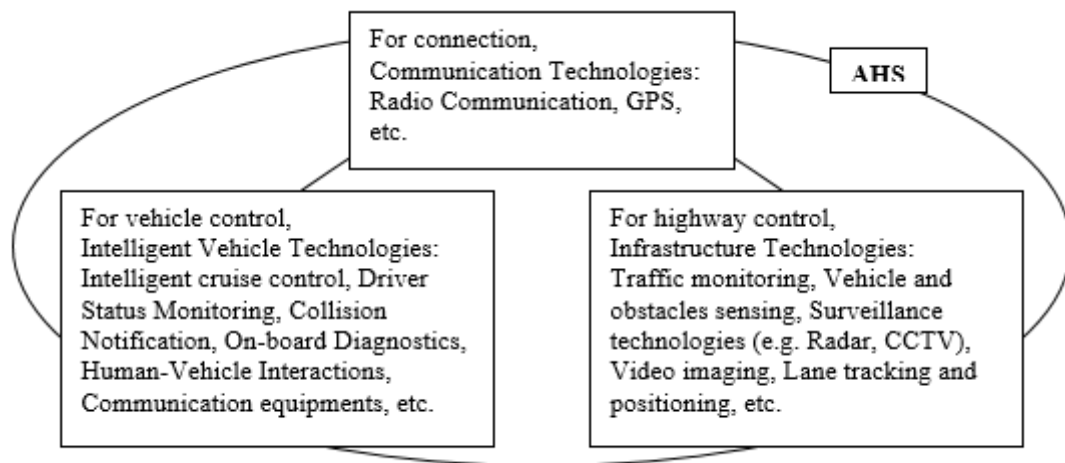 For connection,
Communication Technologies:
Radio Communication, GPS,
etc.
AHS
For vehicle control,
Intelligent Vehicle Technologies:
Intelligent cruise control, Driver
Status Monitoring, Collision
Notification, On-board Diagnostics,
Human-Vehicle Interactions,
Communication equipments, etc.
For highway control,
Infrastructure Technologies:
Traffic monitoring, Vehicle and
obstacles sensing, Surveillance
technologies (e.g. Radar, CCTV),
Video imaging, Lane tracking and
positioning, etc.